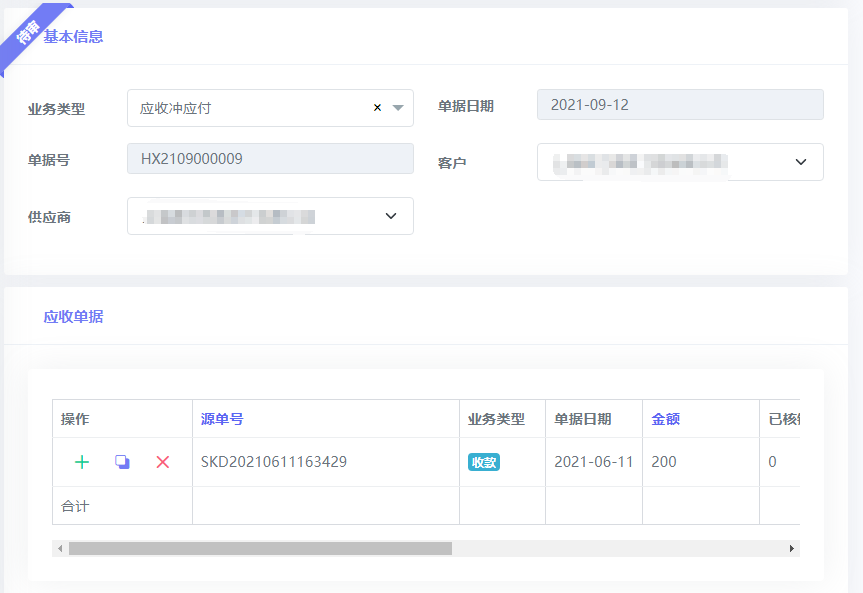 待审
基本信息
业务类型 应收冲应付 × 单据日期 2021-09-12
单据号 HX2109000009 客户
供应商
应收单据
操作 源单号 业务类型 单据日期 金额 已核
SKD20210611163429 收款 2021-06-11 200 0
合计